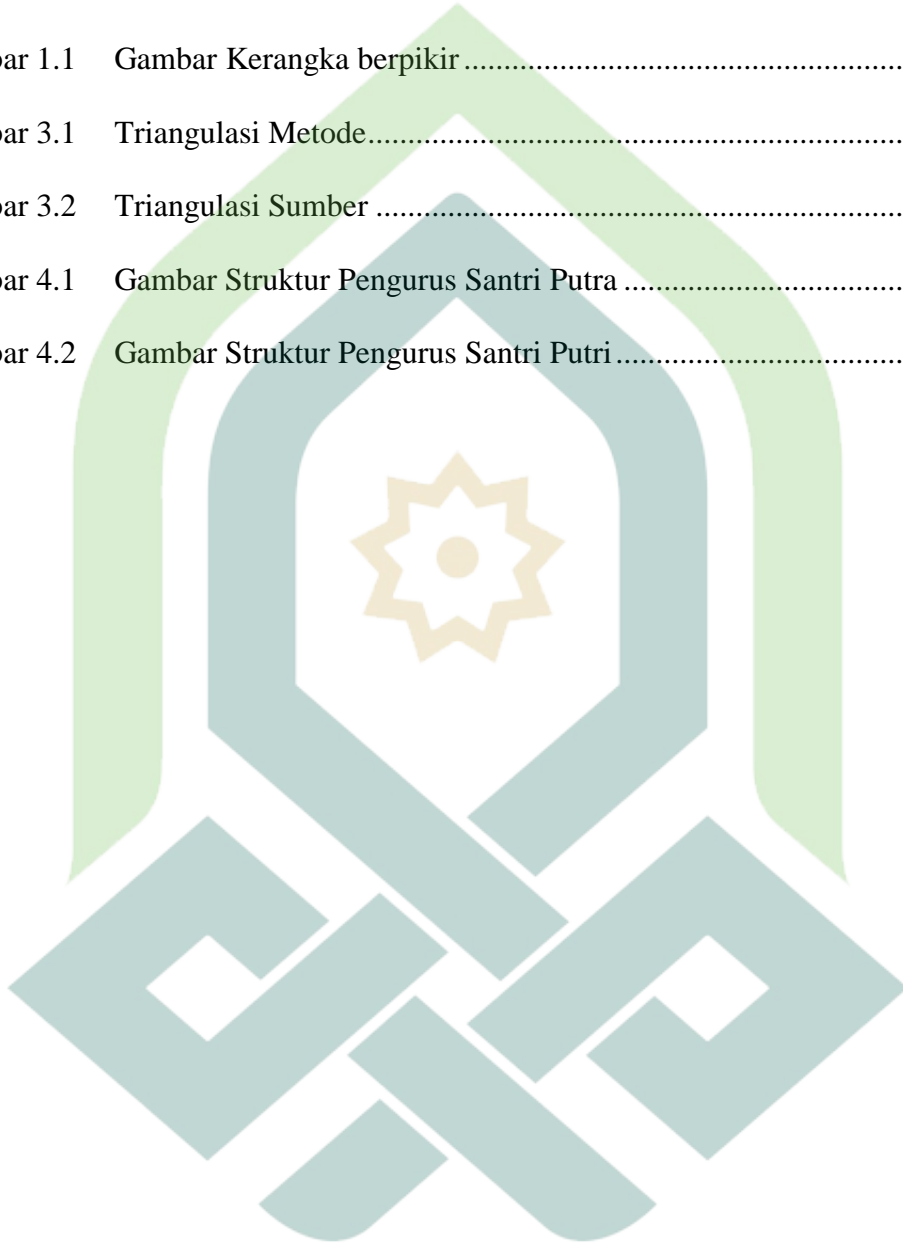 bar 1.1 Gambar Kerangka berpikir ........................................................
bar 3.1 Triangulasi Metode....................................................................
bar 3.2 Triangulasi Sumber ...................................................................
bar 4.1 Gambar Struktur Pengurus Santri Putra ...................................
bar 4.2 Gambar Struktur Pengurus Santri Putri ....................................